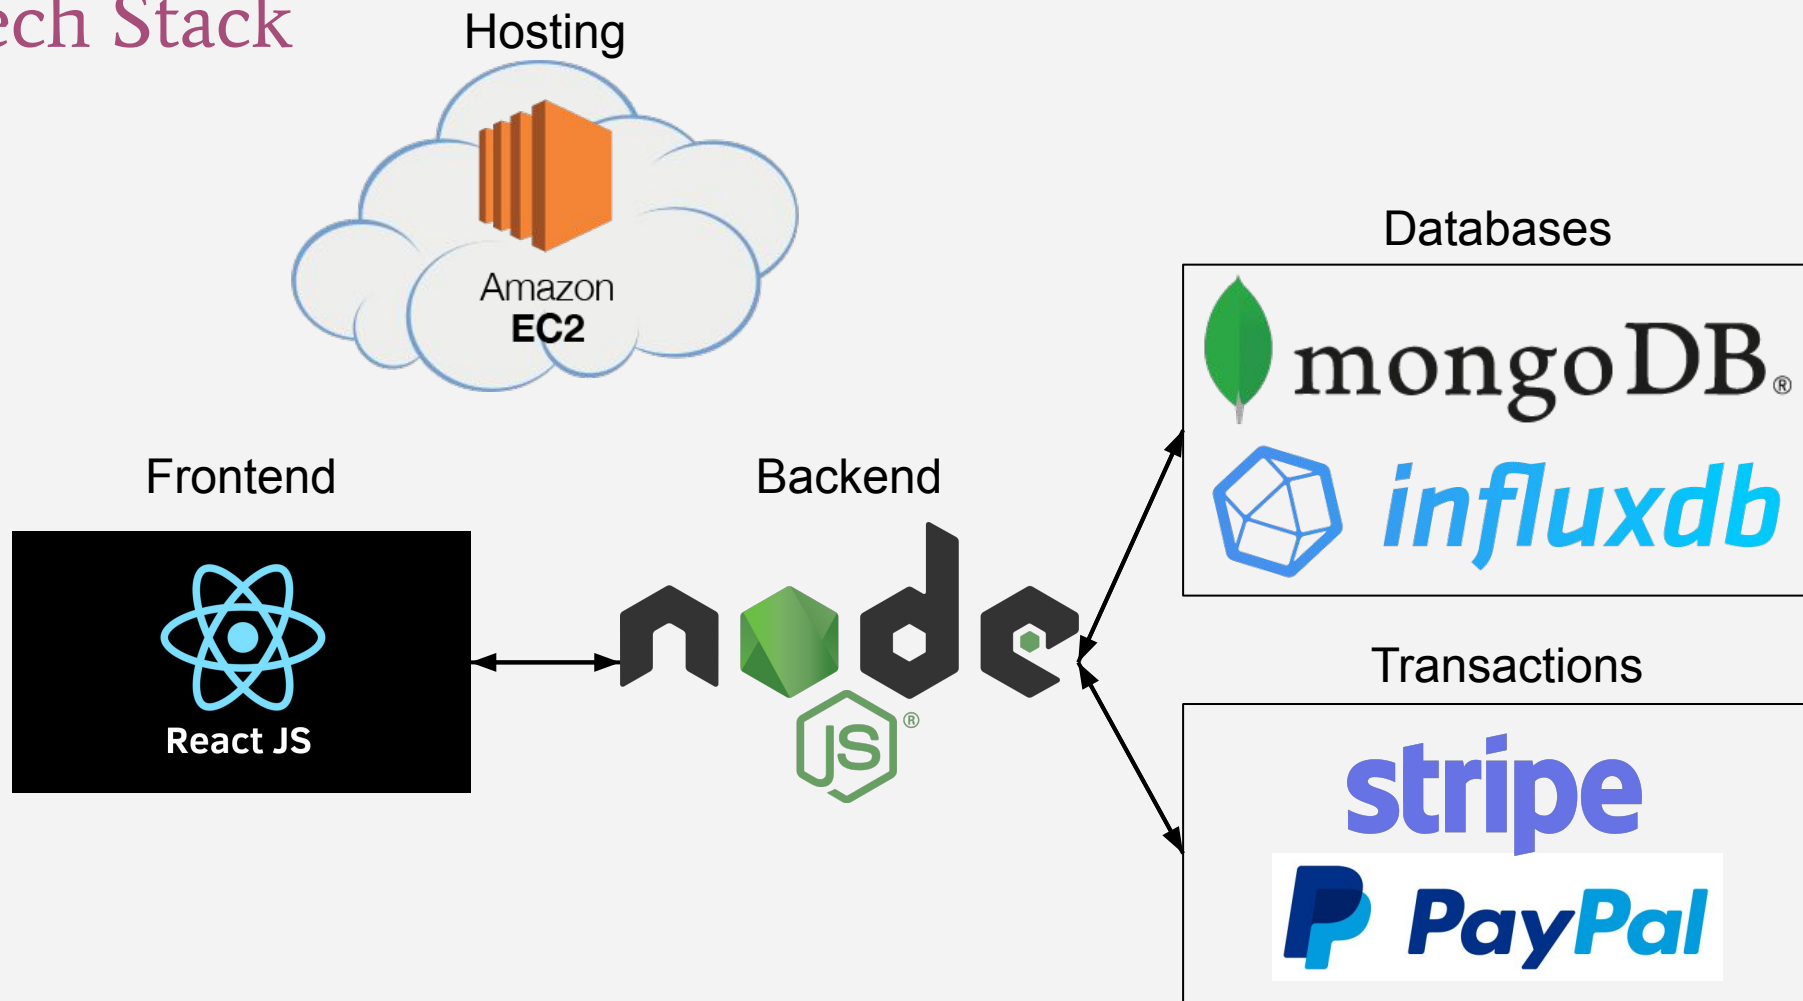 ech Stack
Hosting
Amazon
EC2
Databases
mongoDB®
influxdb
Frontend
Backend
React JS
node
JS®
Transactions
stripe
PayPal